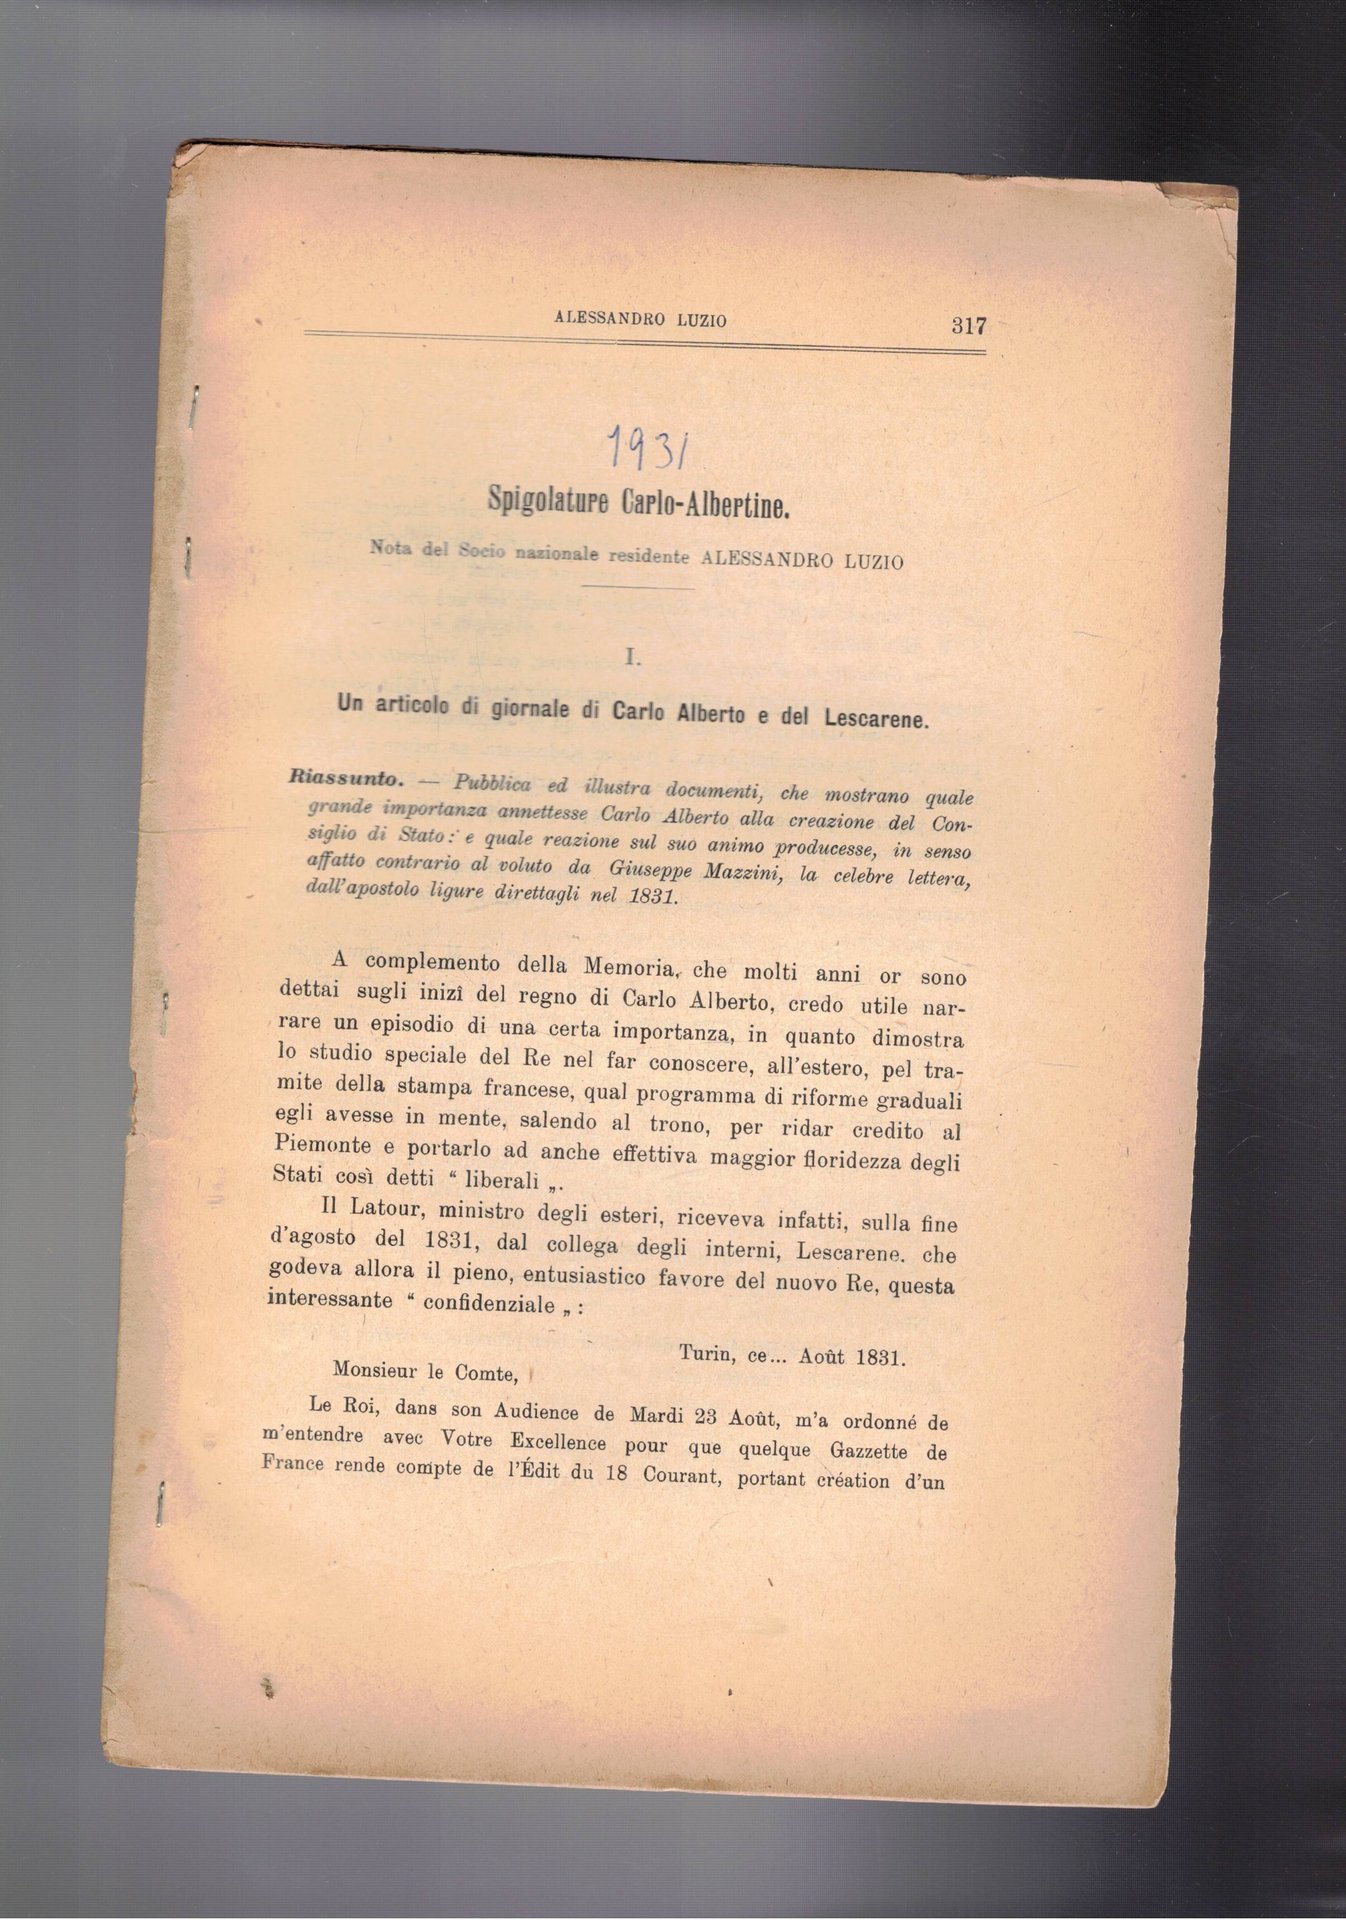 ALESSANDRO LUZIO 317
1931
Spigolature Carlo-Albertine.
Nota del Socio nazionale residente ALESSANDRO LUZIO
I.
Un articolo di giornale di Carlo Alberto e del Lescarene.
Riassunto. — Pubblica ed illustra documenti, che mostrano quale
grande importanza annettesse Carlo Alberto alla creazione del Con-
siglio di Stato: e quale reazione sul suo animo producesse, in senso
affatto contrario al voluto da Giuseppe Mazzini, la celebre lettera,
dall'apostolo ligure direttagli nel 1831.
A complemento della Memoria, che molti anni or sono
dettai sugli inizî del regno di Carlo Alberto, credo utile nar-
rare un episodio di una certa importanza, in quanto dimostra
lo studio speciale del Re nel far conoscere, all'estero, pel tra-
mite della stampa francese, qual programma di riforme graduali
egli avesse in mente, salendo al trono, per ridar credito al
Piemonte e portarlo ad anche effettiva maggior floridezza degli
Stati così detti “ liberali „.
Il Latour, ministro degli esteri, riceveva infatti, sulla fine
d'agosto del 1831, dal collega degli interni, Lescarene. che
godeva allora il pieno, entusiastico favore del nuovo Re, questa
interessante “ confidenziale „ :
Turin, ce... Août 1831.
Monsieur le Comte,
Le Roi, dans son Audience de Mardi 23 Août, m'a ordonné de
m'entendre avec Votre Excellence pour que quelque Gazzette de
France rende compte de l'Édit du 18 Courant, portant création d'un